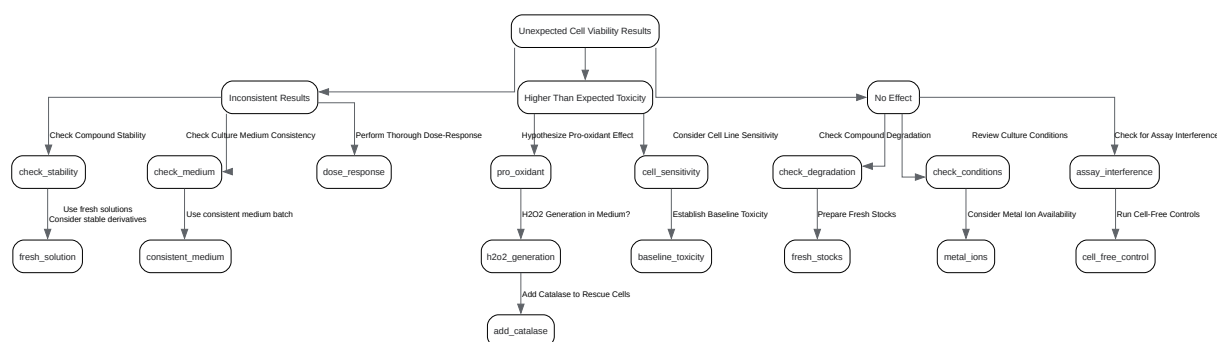 Unexpected Cell Viability Results
Inconsistent Results
Higher Than Expected Toxicity
No Effect
Check Compound Stability
Check Culture Medium Consistency
Perform Thorough Dose-Response
Hypothesize Pro-oxidant Effect
Consider Cell Line Sensitivity
Check Compound Degradation
Review Culture Conditions
Check for Assay Interference
check_stability
check_medium
dose_response
pro_oxidant
cell_sensitivity
check_degradation
check_conditions
assay_interference
Use fresh solutions
Consider stable derivatives
Use consistent medium batch
H2O2 Generation in Medium?
Establish Baseline Toxicity
Prepare Fresh Stocks
Consider Metal Ion Availability
Run Cell-Free Controls
fresh_solution
consistent_medium
h2o2_generation
baseline_toxicity
fresh_stocks
metal_ions
cell_free_control
Add Catalase to Rescue Cells
add_catalase